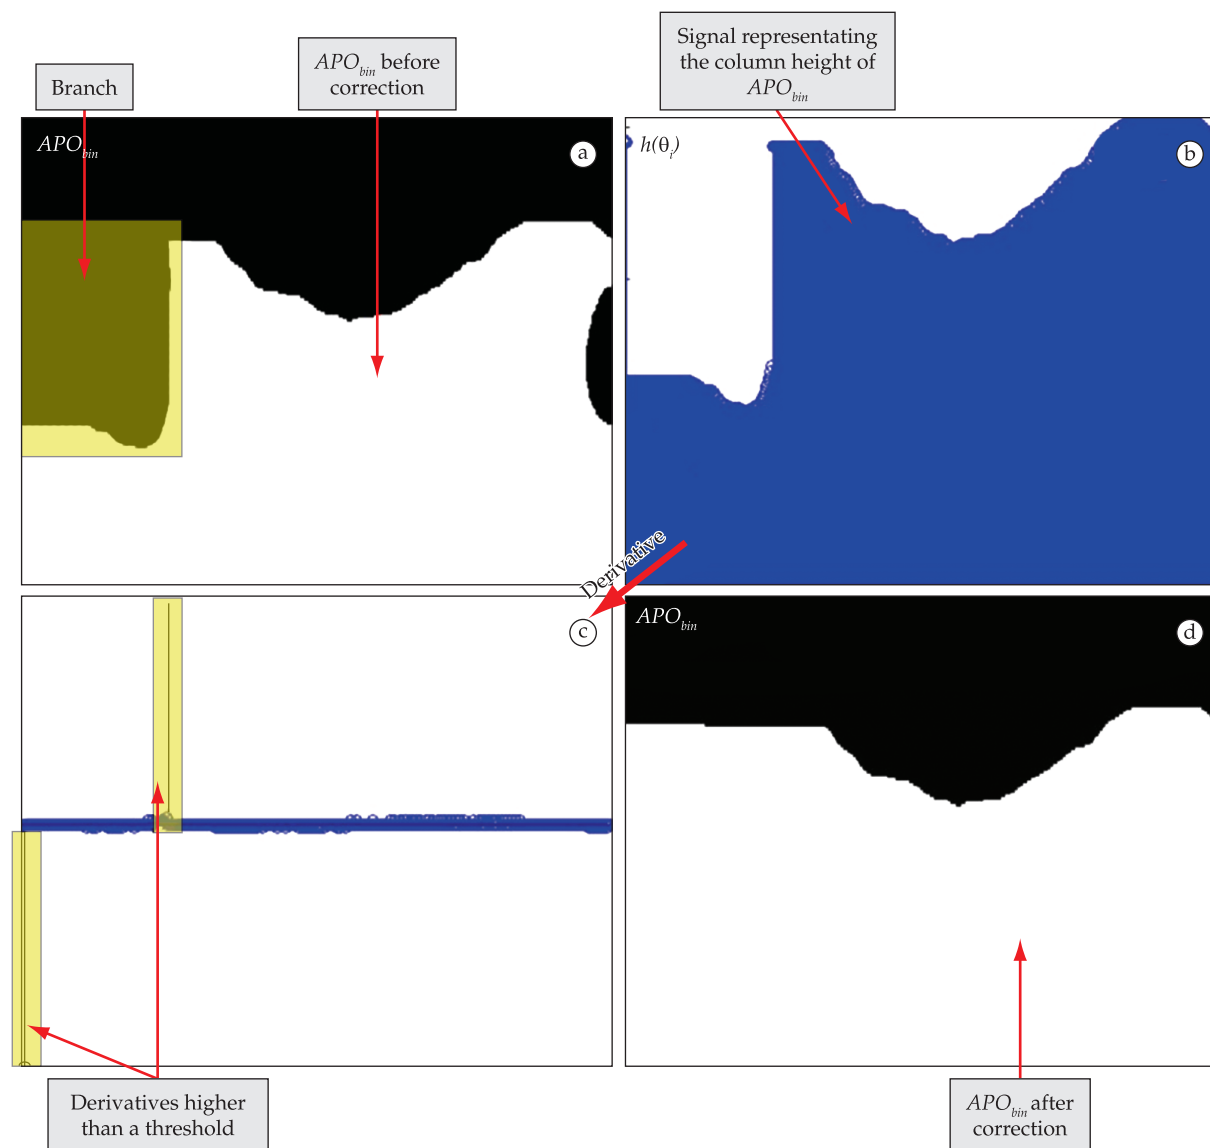 Signal representating
the column height of
APObin
APObin before
correction
Branch
APObin
a
h(θi)
b
Derivative
c
APObin
d
Derivatives higher
than a threshold
APObin after
correction